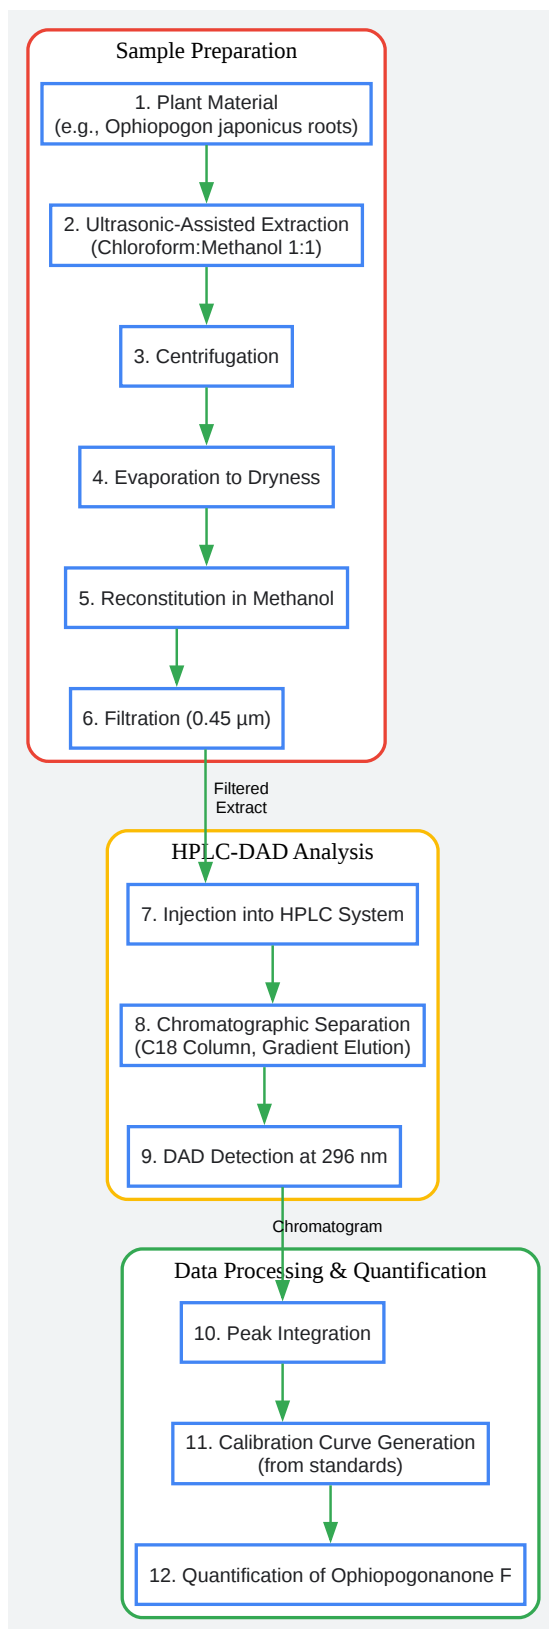 Sample Preparation
1. Plant Material
(e.g., Ophiopogon japonicus roots)
2. Ultrasonic-Assisted Extraction
(Chloroform:Methanol 1:1)
3. Centrifugation
4. Evaporation to Dryness
5. Reconstitution in Methanol
6. Filtration (0.45 µm)
Filtered
Extract
HPLC-DAD Analysis
7. Injection into HPLC System
8. Chromatographic Separation
(C18 Column, Gradient Elution)
9. DAD Detection at 296 nm
Chromatogram
Data Processing & Quantification
10. Peak Integration
11. Calibration Curve Generation
(from standards)
12. Quantification of Ophiopogonanone F